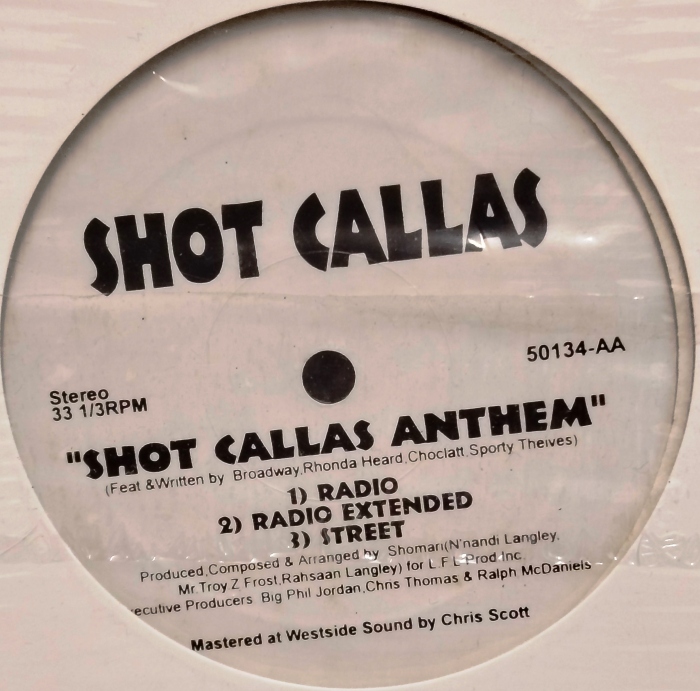 SHOT CALLAS
50134-AA
Stereo
33 1/3RPM
"SHOT CALLAS ANTHEM"
(Feat &Written by Broadway,Rhonda Heard,Choclatt,Sporty Theives)
1) RADIO
2) RADIO EXTENDED
3) STREET
Produced,Composed & Arranged by Shomari(N'nandi Langley,
Mr.Troy Z Frost,Rahsaan Langley) for L F L Prod Inc.
ecutive Producers Big Phil Jordan,Chris Thomas & Ralph McDaniels
Mastered at Westside Sound by Chris Scott